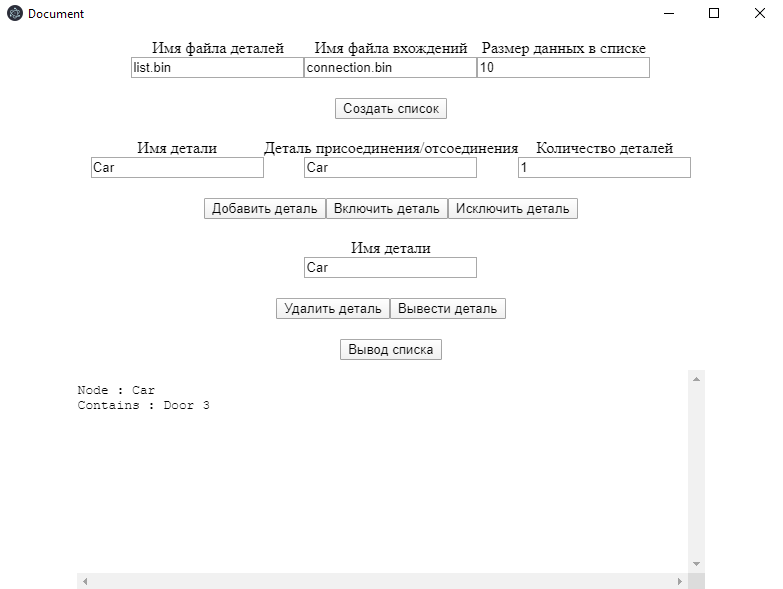 Document
Имя файла деталей Имя файла вхождений Размер данных в списке
list.bin connection.bin 10
Создать список
Имя детали Деталь присоединения/отсоединения Количество деталей
Car Car 1
Добавить деталь Включить деталь Исключить деталь
Имя детали
Car
Удалить деталь Вывести деталь
Вывод списка
Node : Car
Contains : Door 3